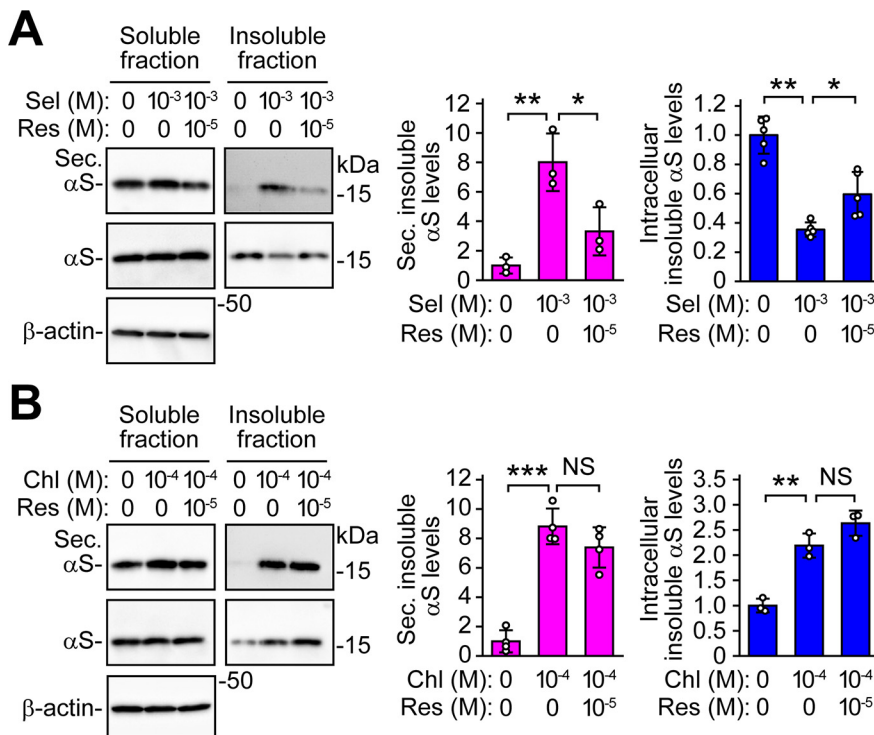 A
Soluble fraction
Insoluble fraction
Sel (M): 0 10-3 10-3 0 10-3 10-3
Res (M): 0 0 10-5 0 0 10-5
Sec. αS-
kDa
-15
αS-
-15
-50
β-actin-
Sec. insoluble αS levels
12
10
8
6
4
2
0
** *
Sel (M): 0 10-3 10-3
Res (M): 0 0 10-5
Intracelluar insoluble αS levels
1.2
1.0
0.8
0.6
0.4
0.2
0
** *
Sel (M): 0 10-3 10-3
Res (M): 0 0 10-5
B
Soluble fraction
Insoluble fraction
Chl (M): 0 10-4 10-4 0 10-4 10-4
Res (M): 0 0 10-5 0 0 10-5
Sec. αS-
kDa
-15
αS-
-15
-50
β-actin-
Sec. insoluble αS levels
12
10
8
6
4
2
0
*** NS
Chl (M): 0 10-4 10-4
Res (M): 0 0 10-5
Intracellular insoluble αS levels
3.5
3.0
2.5
2.0
1.5
1.0
0.5
0
** NS
Chl (M): 0 10-4 10-4
Res (M): 0 0 10-5